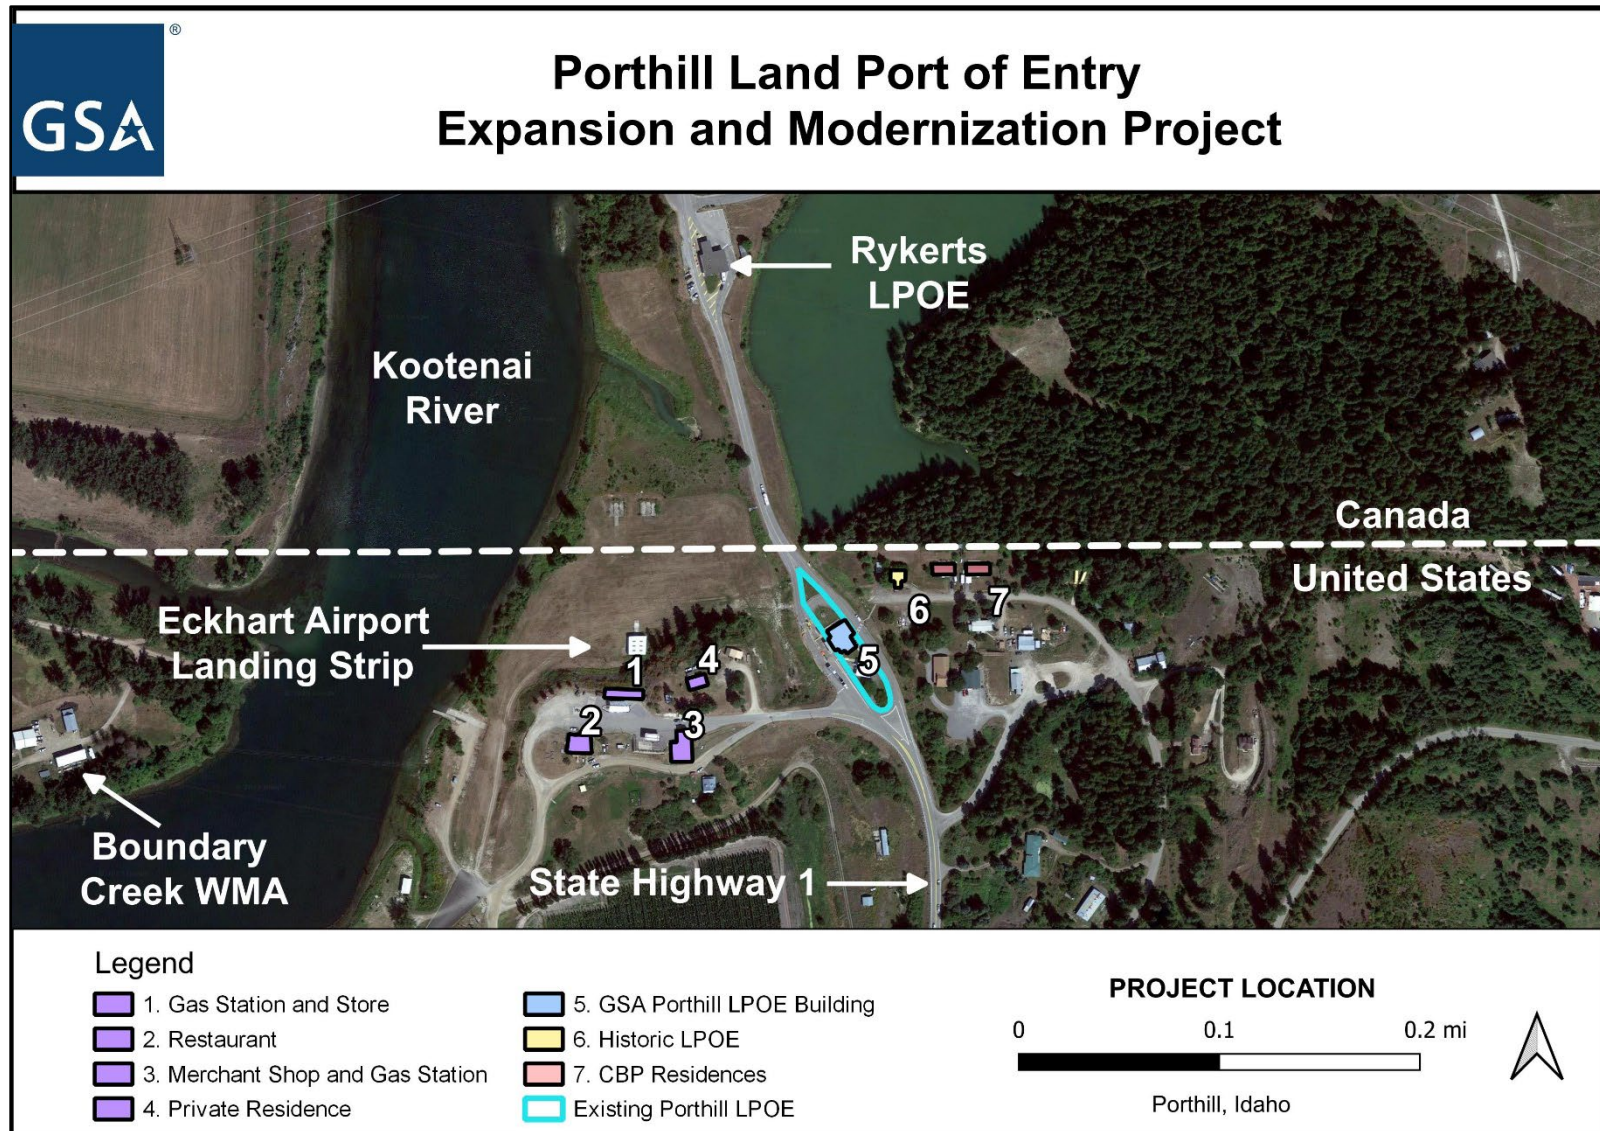 ®
GSA
Porthill Land Port of Entry
Expansion and Modernization Project
Rykerts
LPOE
Kootenai
River
Canada
United States
Eckhart Airport
Landing Strip
1
2
3
4
5
6
7
Boundary
Creek WMA
State Highway 1
Legend
1. Gas Station and Store
2. Restaurant
3. Merchant Shop and Gas Station
4. Private Residence
5. GSA Porthill LPOE Building
6. Historic LPOE
7. CBP Residences
Existing Porthill LPOE
PROJECT LOCATION
0 0.1 0.2 mi
Porthill, Idaho